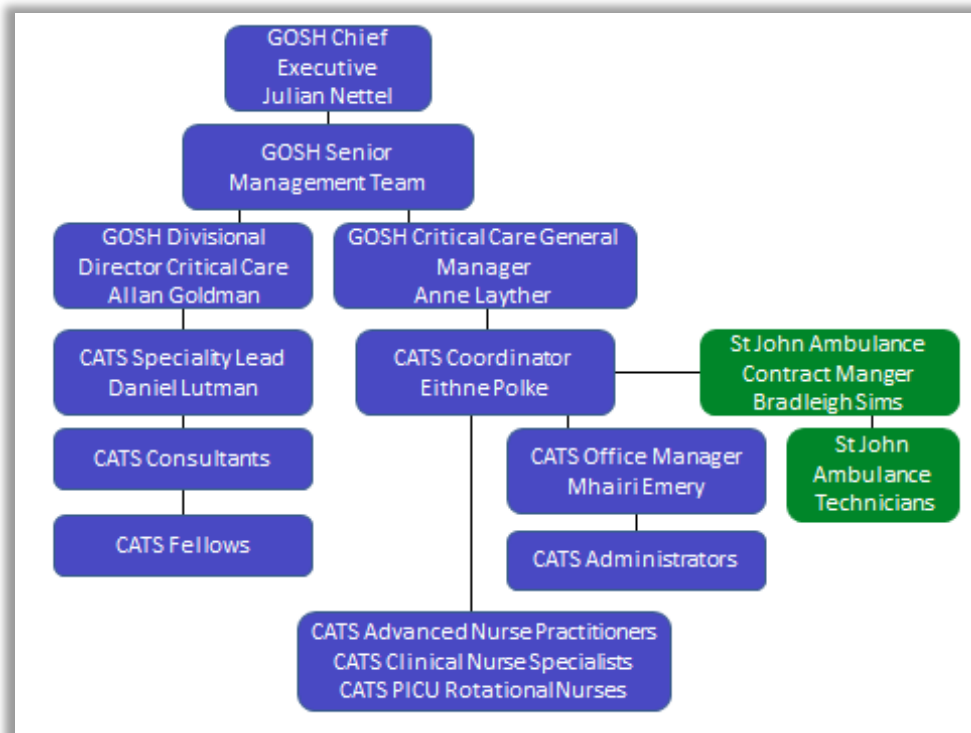 GOSH Chief
Executive
Julian Nettel
GOSH Senior
Management Team
GOSH Divisional
Director Critical Care
Allan Goldman
GOSH Critical Care General
Manager
Anne Layther
CATS Speciality Lead
Daniel Lutman
CATS Coordinator
Eithne Polke
St John Ambulance
Contract Manger
Bradleigh Sims
CATS Consultants
CATS Office Manager
Mhairi Emery
St John
Ambulance
Technicians
CATS Fellows
CATS Administrators
CATS Advanced Nurse Practitioners
CATS Clinical Nurse Specialists
CATS PICU Rotational Nurses